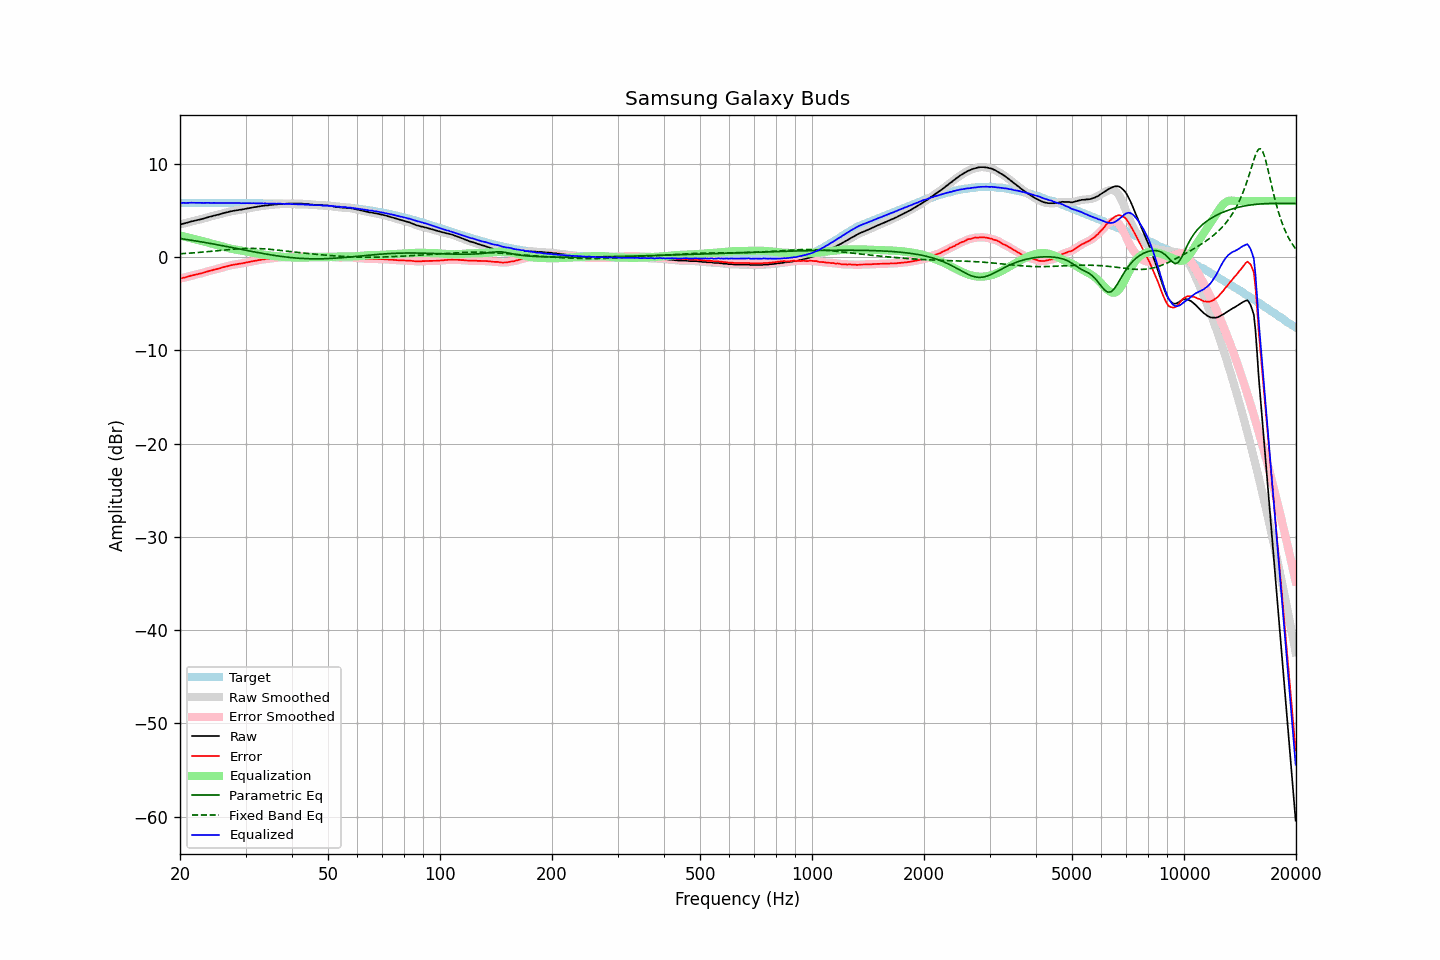 Samsung Galaxy Buds
10
0
−10
−20
−30
−40
−50
−60
Amplitude (dBr)
Target
Raw Smoothed
Error Smoothed
Raw
Error
Equalization
Parametric Eq
Fixed Band Eq
Equalized
20 50 100 200 500 1000 2000 5000 10000 20000
Frequency (Hz)